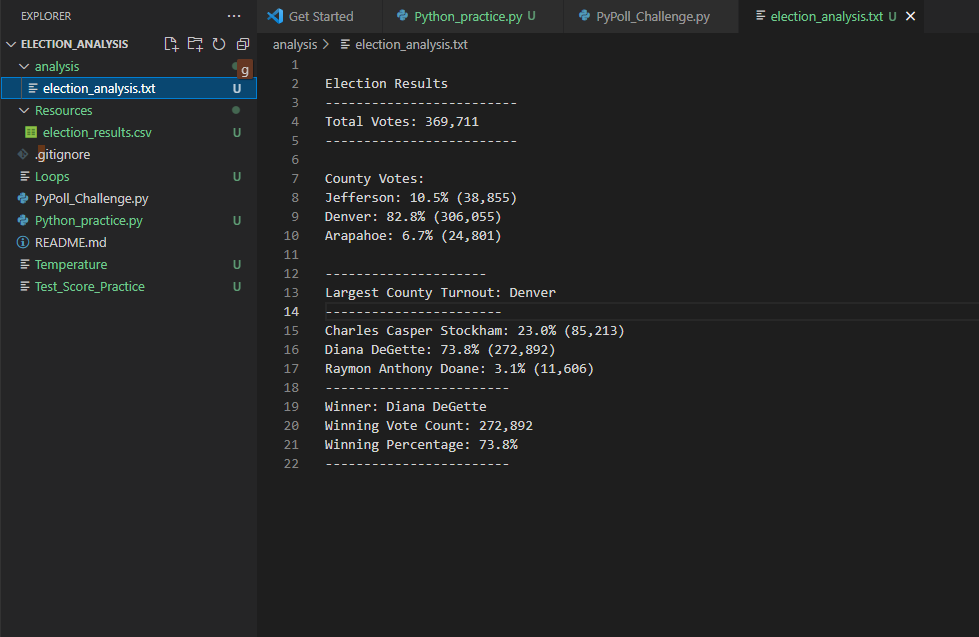 EXPLORER
ELECTION_ANALYSIS
analysis
g
election_analysis.txt U
Resources
election_results.csv U
.gitignore
Loops U
PyPoll_Challenge.py
Python_practice.py U
README.md
Temperature U
Test_Score_Practice U
Get Started Python_practice.py U PyPoll_Challenge.py election_analysis.txt U
analysis > election_analysis.txt
1
2 Election Results
3 -------------------------
4 Total Votes: 369,711
5 -------------------------
6
7 County Votes:
8 Jefferson: 10.5% (38,855)
9 Denver: 82.8% (306,055)
10 Arapahoe: 6.7% (24,801)
11
12 ---------------------
13 Largest County Turnout: Denver
14 -----------------------
15 Charles Casper Stockham: 23.0% (85,213)
16 Diana DeGette: 73.8% (272,892)
17 Raymon Anthony Doane: 3.1% (11,606)
18 ------------------------
19 Winner: Diana DeGette
20 Winning Vote Count: 272,892
21 Winning Percentage: 73.8%
22 ------------------------